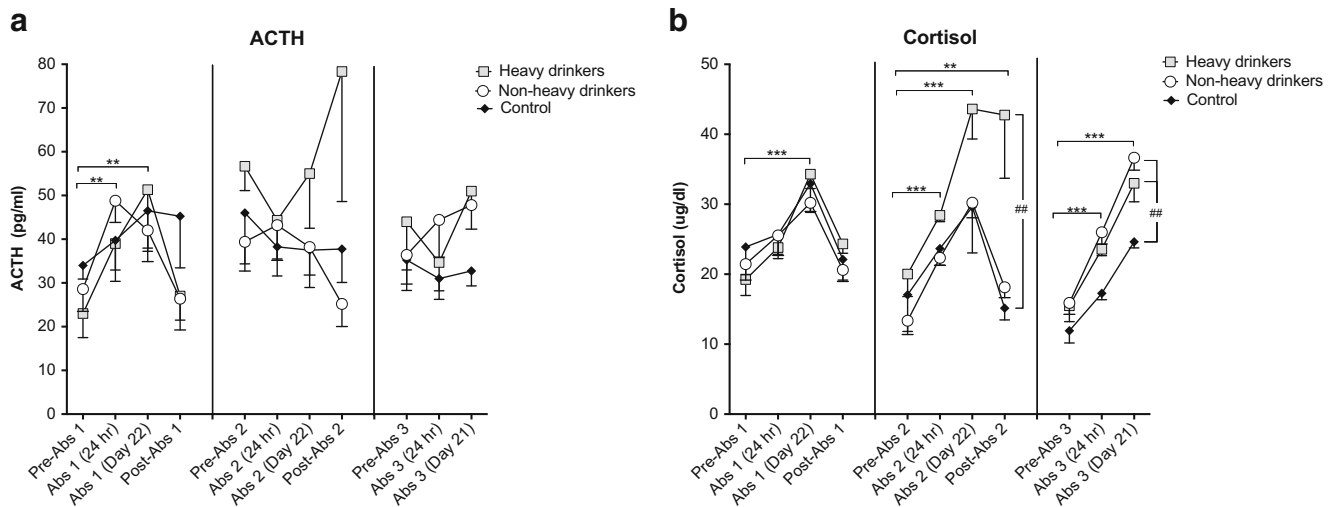 a
ACTH
80
70
60
50
40
30
20
10
0
ACTH (pg/ml)
**
**
Heavy drinkers
Non-heavy drinkers
Control
Pre-Abs 1
Abs 1 (24 hr)
Abs 1 (Day 22)
Post-Abs 1
Pre-Abs 2
Abs 2 (24 hr)
Abs 2 (Day 22)
Post-Abs 2
Pre-Abs 3
Abs 3 (24 hr)
Abs 3 (Day 21)
b
Cortisol
50
40
30
20
10
0
Cortisol (ug/dl)
***
**
***
***
##
***
***
##
Heavy drinkers
Non-heavy drinkers
Control
Pre-Abs 1
Abs 1 (24 hr)
Abs 1 (Day 22)
Post-Abs 1
Pre-Abs 2
Abs 2 (24 hr)
Abs 2 (Day 22)
Post-Abs 2
Pre-Abs 3
Abs 3 (24 hr)
Abs 3 (Day 21)